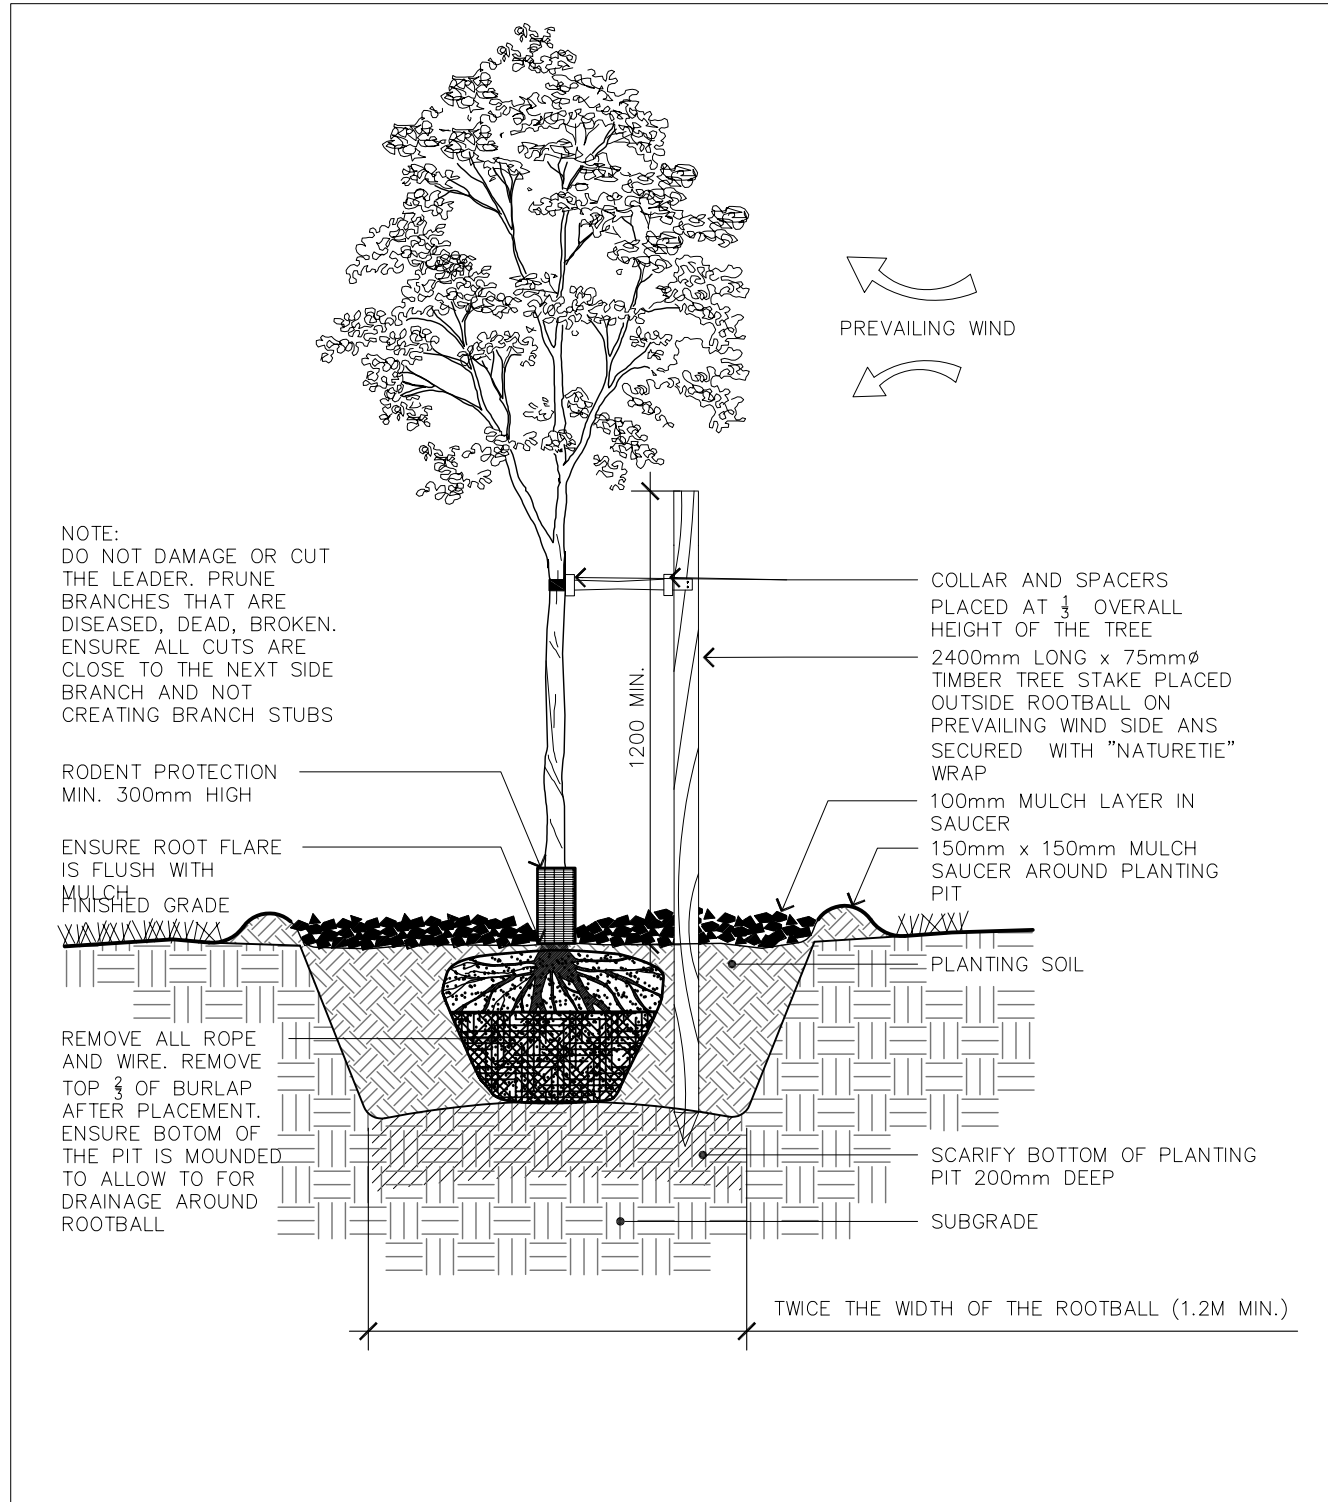 PREVAILING WIND
NOTE:
DO NOT DAMAGE OR CUT
THE LEADER. PRUNE
BRANCHES THAT ARE
DISEASED, DEAD, BROKEN.
ENSURE ALL CUTS ARE
CLOSE TO THE NEXT SIDE
BRANCH AND NOT
CREATING BRANCH STUBS
RODENT PROTECTION
MIN. 300mm HIGH
ENSURE ROOT FLARE
IS FLUSH WITH
MULCH
FINISHED GRADE
REMOVE ALL ROPE
AND WIRE. REMOVE
TOP 2/3 OF BURLAP
AFTER PLACEMENT.
ENSURE BOTOM OF
THE PIT IS MOUNDED
TO ALLOW TO FOR
DRAINAGE AROUND
ROOTBALL
1200 MIN.
COLLAR AND SPACERS
PLACED AT 1/3 OVERALL
HEIGHT OF THE TREE
2400mm LONG x 75mmø
TIMBER TREE STAKE PLACED
OUTSIDE ROOTBALL ON
PREVAILING WIND SIDE ANS
SECURED WITH "NATURETIE"
WRAP
100mm MULCH LAYER IN
SAUCER
150mm x 150mm MULCH
SAUCER AROUND PLANTING
PIT
PLANTING SOIL
SCARIFY BOTTOM OF PLANTING
PIT 200mm DEEP
SUBGRADE
TWICE THE WIDTH OF THE ROOTBALL (1.2M MIN.)